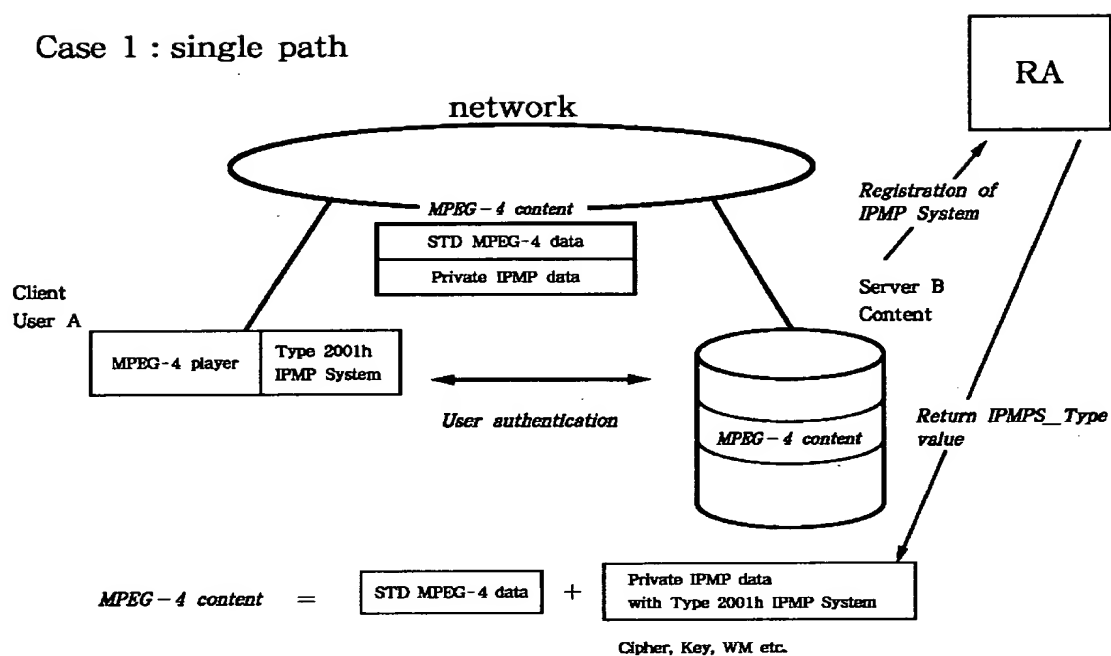 Case 1 : single path
RA
network
Registration of
IPMP System
MPEG-4 content
STD MPEG-4 data
Private IPMP data
Client
User A
MPEG-4 player
Type 2001h
IPMP System
User authentication
Server B
Content
MPEG-4 content
Return IPMPS_Type
value
MPEG-4 content = STD MPEG-4 data + Private IPMP data
with Type 2001h IPMP System
Cipher, Key, WM etc.